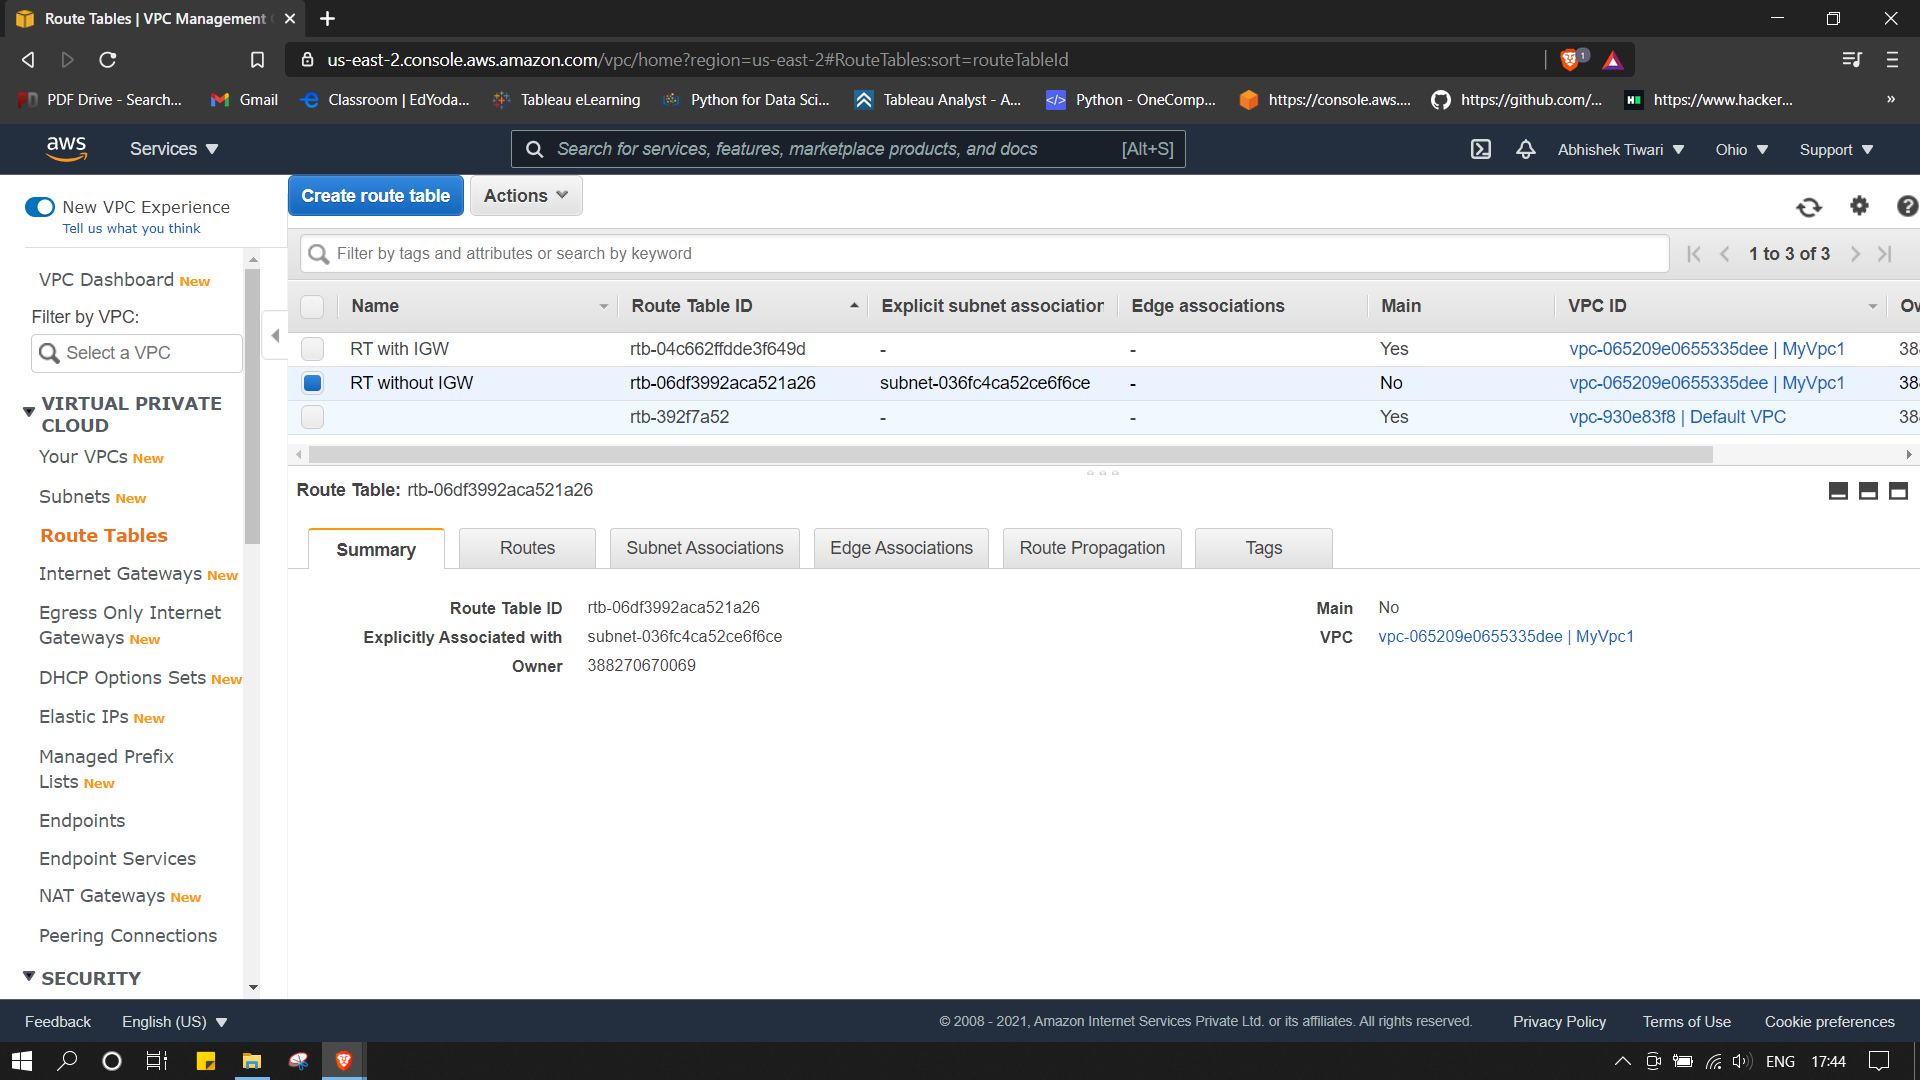 Route Tables | VPC Management
us-east-2.console.aws.amazon.com/vpc/home?region=us-east-2#RouteTables:sort=routeTableId
1
PDF Drive - Search... Gmail Classroom | EdYoda... Tableau eLearning Python for Data Sci... Tableau Analyst - A... Python - OneComp... https://console.aws.... https://github.com/... https://www.hacker... »
aws Services Search for services, features, marketplace products, and docs [Alt+S] Abhishek Tiwari Ohio Support
New VPC Experience
Tell us what you think
VPC Dashboard New
Filter by VPC:
Select a VPC
VIRTUAL PRIVATE
CLOUD
Your VPCs New
Subnets New
Route Tables
Internet Gateways New
Egress Only Internet
Gateways New
DHCP Options Sets New
Elastic IPs New
Managed Prefix
Lists New
Endpoints
Endpoint Services
NAT Gateways New
Peering Connections
SECURITY
Create route table Actions
Filter by tags and attributes or search by keyword
1 to 3 of 3
Name Route Table ID Explicit subnet association Edge associations Main VPC ID Ow
RT with IGW rtb-04c662ffdde3f649d - - Yes vpc-065209e0655335dee | MyVpc1 388
RT without IGW rtb-06df3992aca521a26 subnet-036fc4ca52ce6f6ce - No vpc-065209e0655335dee | MyVpc1 388
rtb-392f7a52 - - Yes vpc-930e83f8 | Default VPC 388
Route Table: rtb-06df3992aca521a26
Summary Routes Subnet Associations Edge Associations Route Propagation Tags
Route Table ID rtb-06df3992aca521a26 Main No
Explicitly Associated with subnet-036fc4ca52ce6f6ce VPC vpc-065209e0655335dee | MyVpc1
Owner 388270670069
Feedback English (US) © 2008 - 2021, Amazon Internet Services Private Ltd. or its affiliates. All rights reserved. Privacy Policy Terms of Use Cookie preferences
ENG 17:44